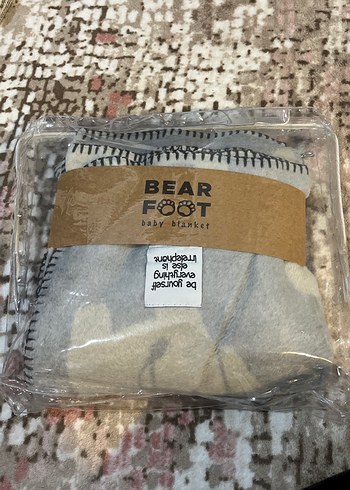 BEAR
FOOT
baby blanket
be yourself
everything
else is
irrelephant